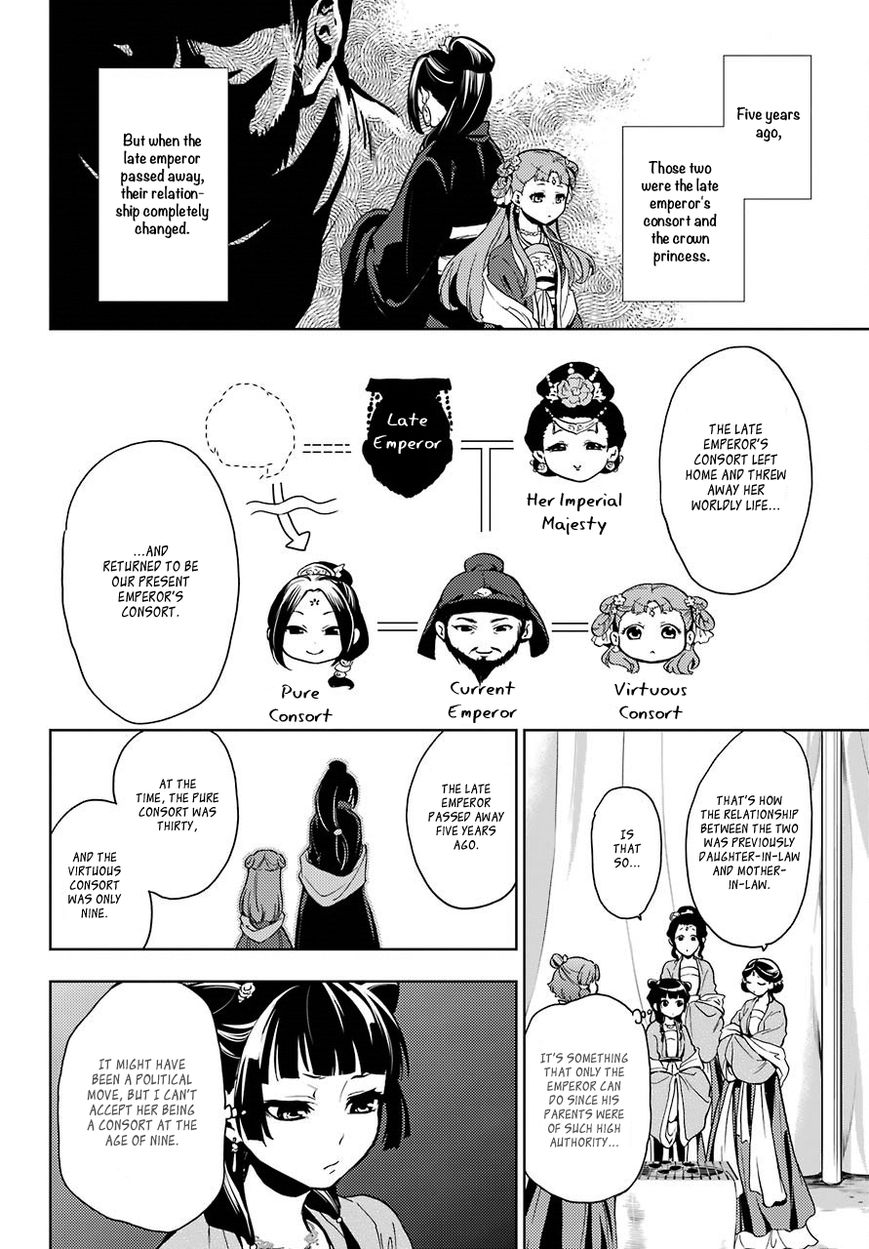 Five years
ago,
Those two
were the late
emperor's
consort and
the crown
princess.
But when the
late emperor
passed away,
their relation-
ship completely
changed.
THE LATE
EMPEROR'S
CONSORT LEFT
HOME AND THREW
AWAY HER
WORLDLY LIFE...
Her Imperial
Majesty
Late
Emperor
...AND
RETURNED TO BE
OUR PRESENT
EMPEROR'S
CONSORT.
Virtuous
Consort
Current
Emperor
Pure
Consort
THAT'S HOW
THE RELATIONSHIP
BETWEEN THE TWO
WAS PREVIOUSLY
DAUGHTER-IN-LAW
AND MOTHER-
IN-LAW.
IS
THAT
SO...
IT'S SOMETHING
THAT ONLY THE
EMPEROR CAN
DO SINCE HIS
PARENTS WERE
OF SUCH HIGH
AUTHORITY...
THE LATE
EMPEROR
PASSED AWAY
FIVE YEARS
AGO.
AT THE
TIME, THE PURE
CONSORT WAS
THIRTY,
AND THE
VIRTUOUS
CONSORT
WAS ONLY
NINE.
IT MIGHT HAVE
BEEN A POLITICAL
MOVE, BUT I CAN'T
ACCEPT HER BEING
A CONSORT AT THE
AGE OF NINE.